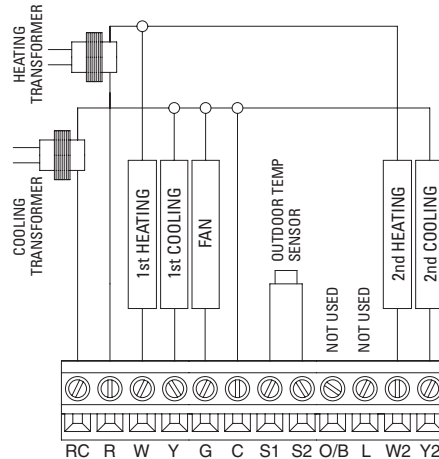 HEATING
TRANSFORMER
COOLING
TRANSFORMER
1st HEATING
1st COOLING
FAN
OUTDOOR TEMP
SENSOR
NOT USED
NOT USED
2nd HEATING
2nd COOLING
RC R W Y G C S1 S2 O/B L W2 Y2